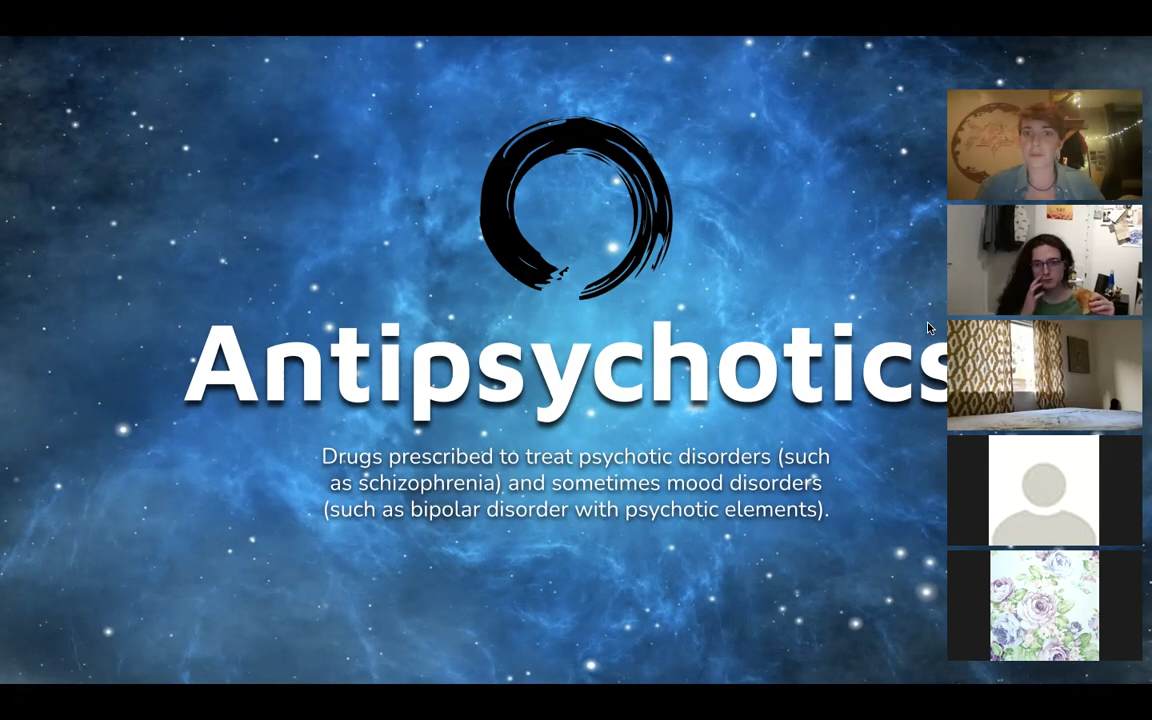 Antipsychotics
Drugs prescribed to treat psychotic disorders (such
as schizophrenia) and sometimes mood disorders
(such as bipolar disorder with psychotic elements).